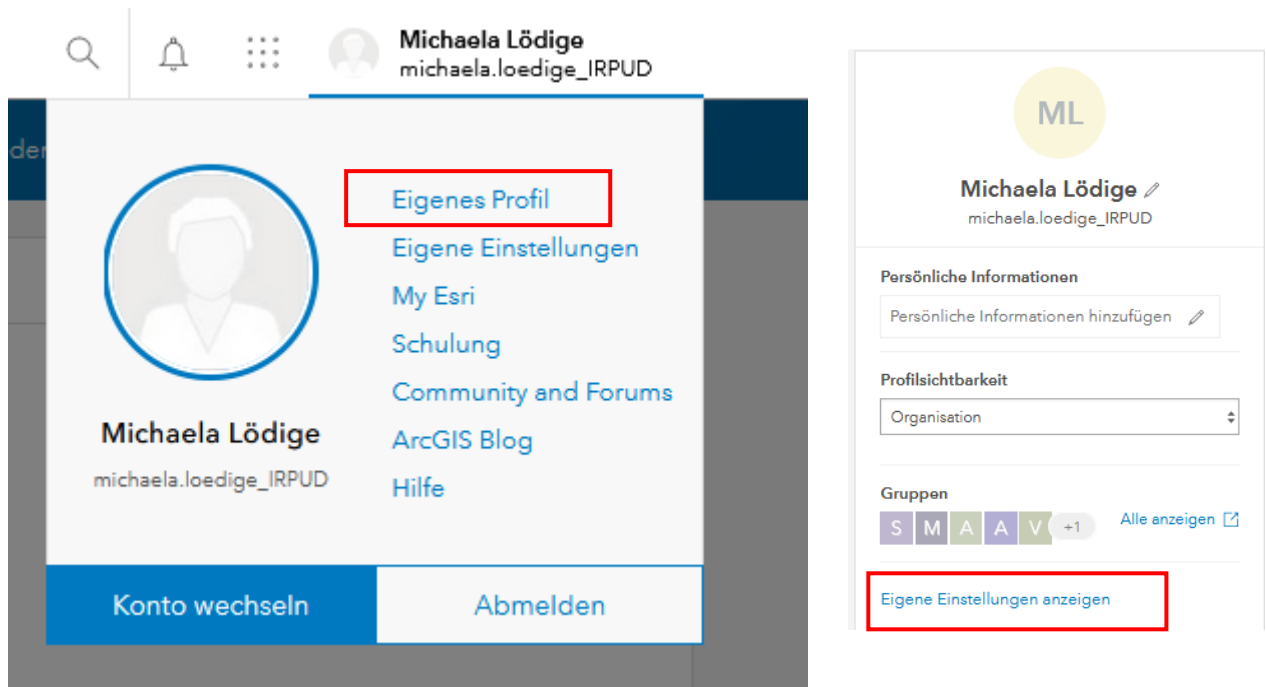 Michaela Lödige
michaela.loedige_IRPUD
der
Eigenes Profil
Eigene Einstellungen
My Esri
Schulung
Community and Forums
ArcGIS Blog
Hilfe
Michaela Lödige
michaela.loedige_IRPUD
Konto wechseln
Abmelden
ML
Michaela Lödige
michaela.loedige_IRPUD
Persönliche Informationen
Persönliche Informationen hinzufügen
Profilsichtbarkeit
Organisation
Gruppen
S M A A V +1 Alle anzeigen
Eigene Einstellungen anzeigen